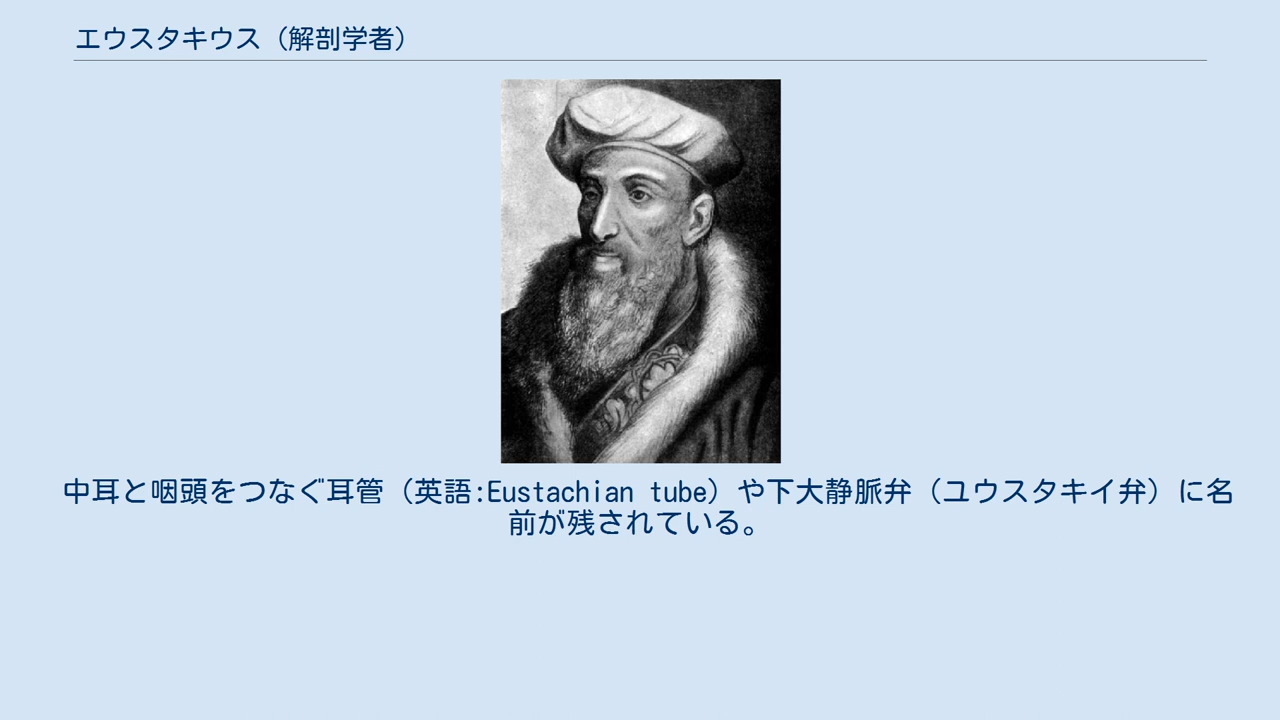 エウスタキウス（解剖学者）
中耳と咽頭をつなぐ耳管（英語:Eustachian tube）や下大静脈弁（ユウスタキイ弁）に名
前が残されている。